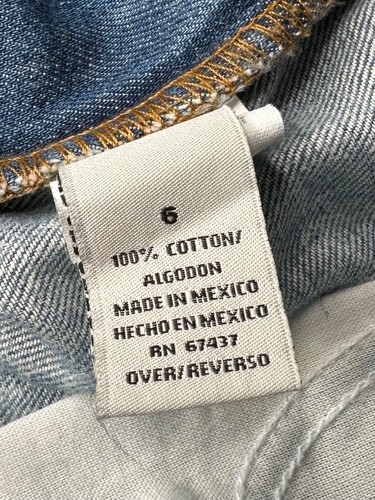 6
100% COTTON/
ALGODON
MADE IN MEXICO
HECHO EN MEXICO
RN 67437
OVER/REVERSO